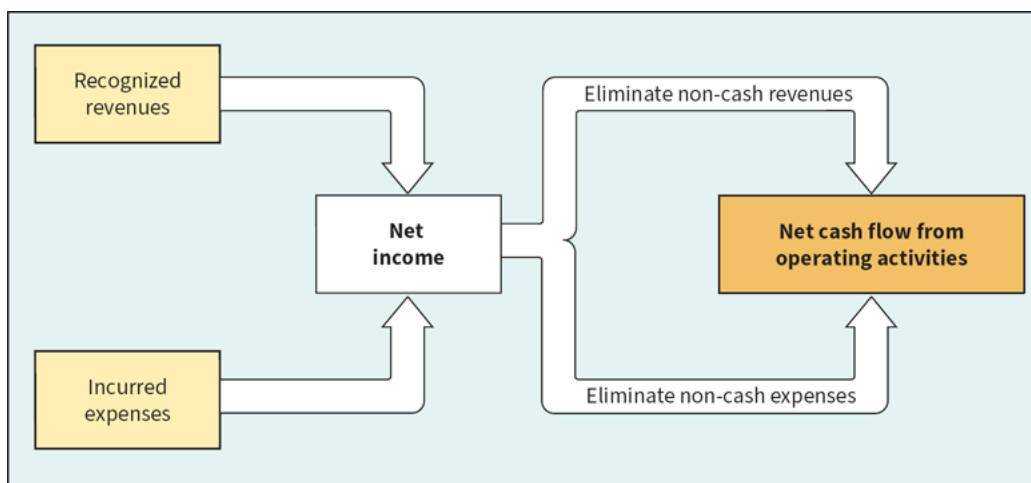 Recognized
revenues
Eliminate non-cash revenues
Net
income
Net cash flow from
operating activities
Incurred
expenses
Eliminate non-cash expenses